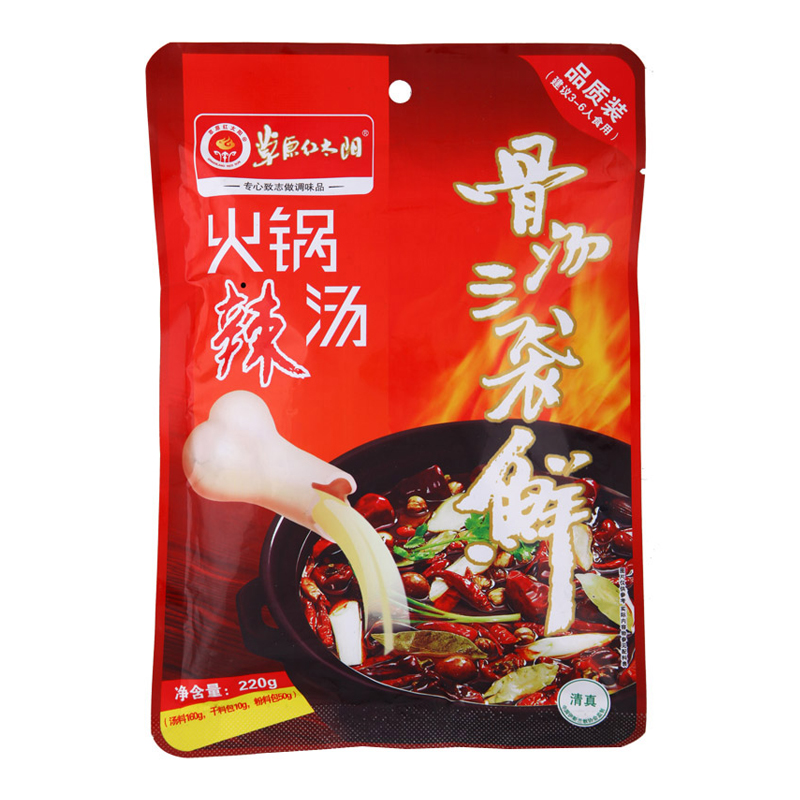 草原红太阳®
专心致志做调味品
火锅
辣汤
品质装
(建议3-6人食用)
骨汤三袋鲜
净含量：220g
(汤料160g，干料包10g，粉料包50g)
清真